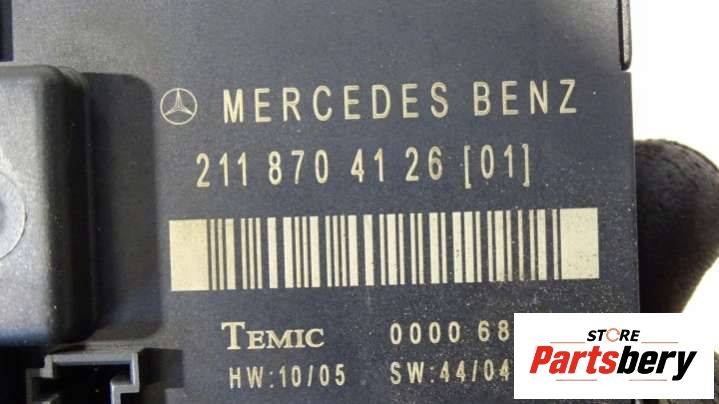 MERCEDES BENZ
211 870 41 26 [01]
TEMIC 0000 68
HW:10/05 SW:44/04
STORE
Partsbery